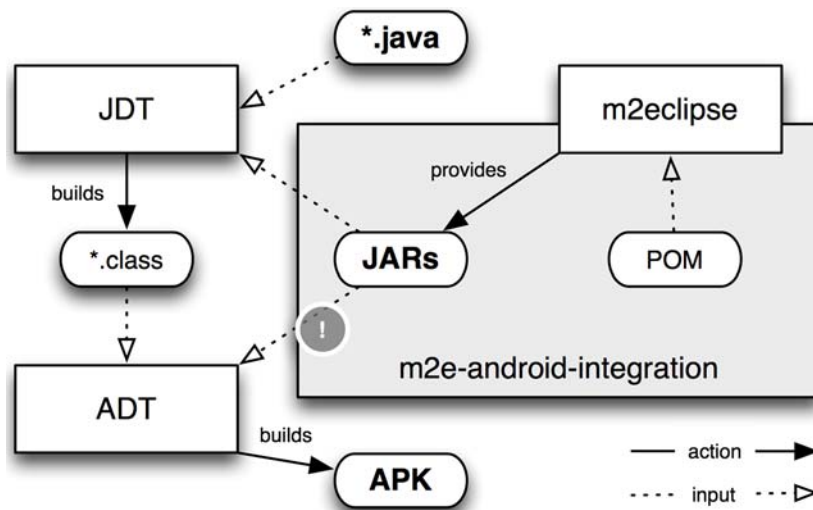 *.java
JDT
m2eclipse
builds
provides
*.class
JARs
POM
!
m2e-android-integration
ADT
builds
APK
action
input